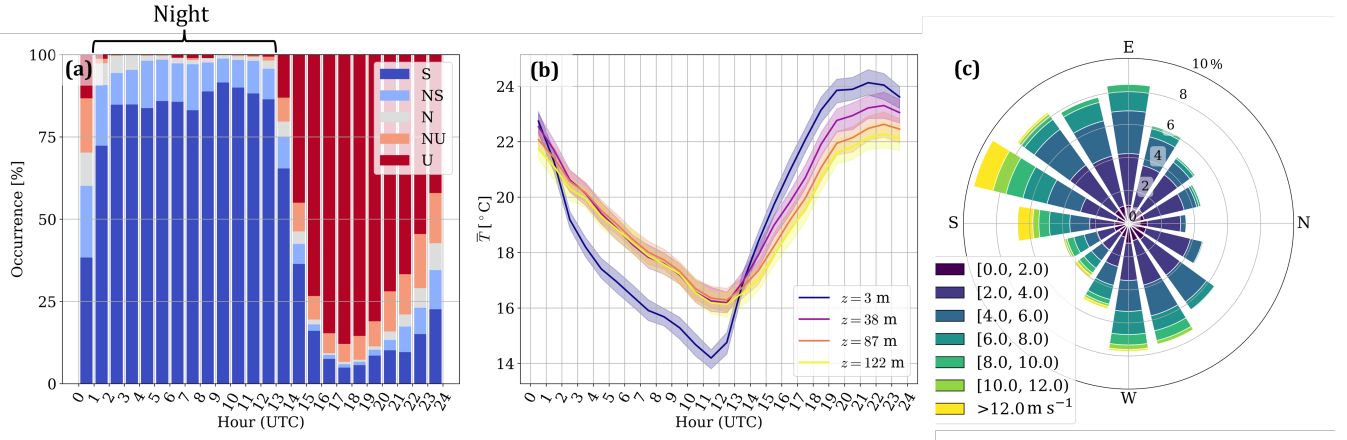 Night
(a)
100
75
50
25
0
Occurrence [%]
S
NS
N
NU
U
0 1 2 3 4 5 6 7 8 9 10 11 12 13 14 15 16 17 18 19 20 21 22 23 24
Hour (UTC)
(b)
24
22
20
18
16
14
T̅ [°C]
z = 3 m
z = 38 m
z = 87 m
z = 122 m
0 1 2 3 4 5 6 7 8 9 10 11 12 13 14 15 16 17 18 19 20 21 22 23 24
Hour (UTC)
(c)
E
10%
8
6
4
2
0
S
N
W
[0.0, 2.0)
[2.0, 4.0)
[4.0, 6.0)
[6.0, 8.0)
[8.0, 10.0)
[10.0, 12.0)
>12.0 m s⁻¹